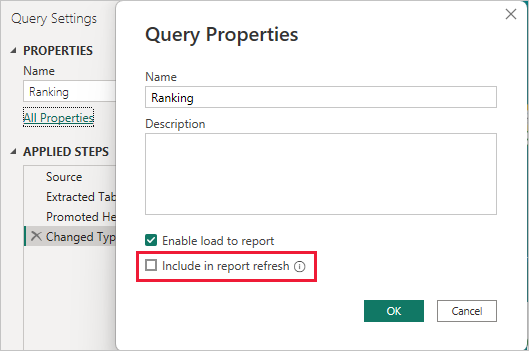 Query Settings
PROPERTIES
Name
Ranking
All Properties
APPLIED STEPS
Source
Extracted Tab
Promoted He
Changed Typ
Query Properties
Name
Ranking
Description
Enable load to report
Include in report refresh
OK
Cancel